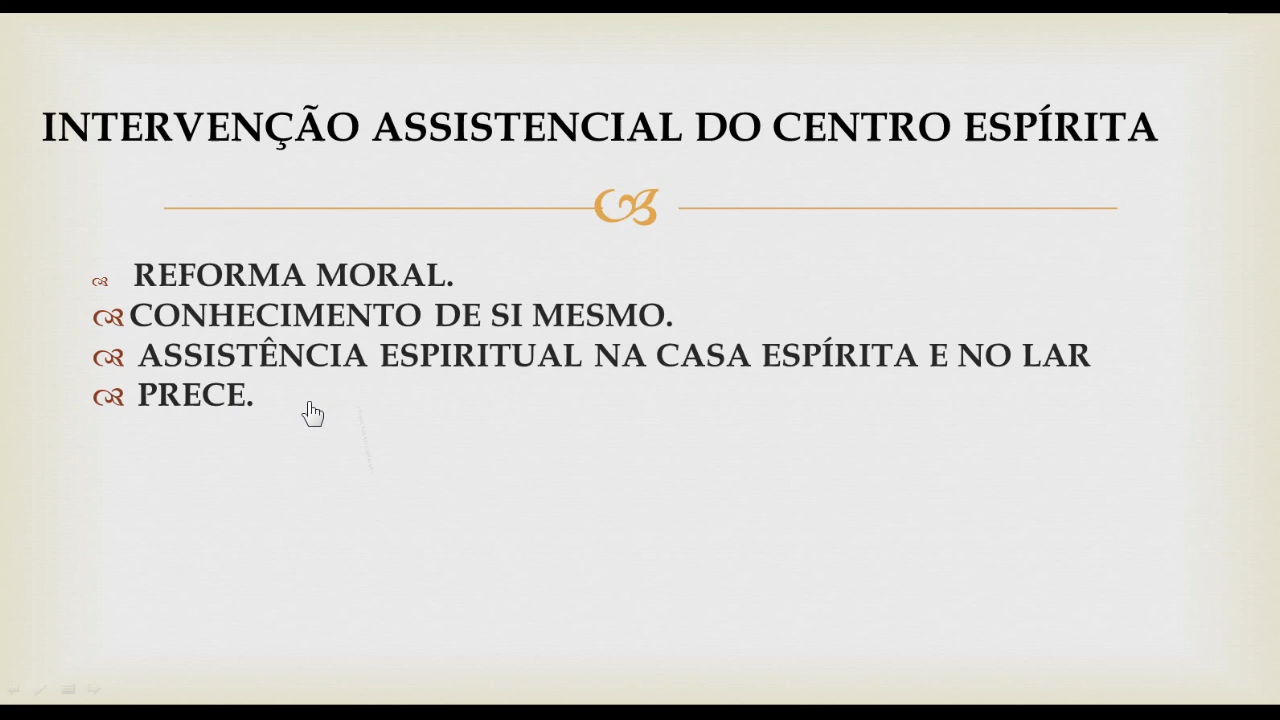 INTERVENÇÃO ASSISTENCIAL DO CENTRO ESPÍRITA
REFORMA MORAL.
CONHECIMENTO DE SI MESMO.
ASSISTÊNCIA ESPIRITUAL NA CASA ESPÍRITA E NO LAR
PRECE.